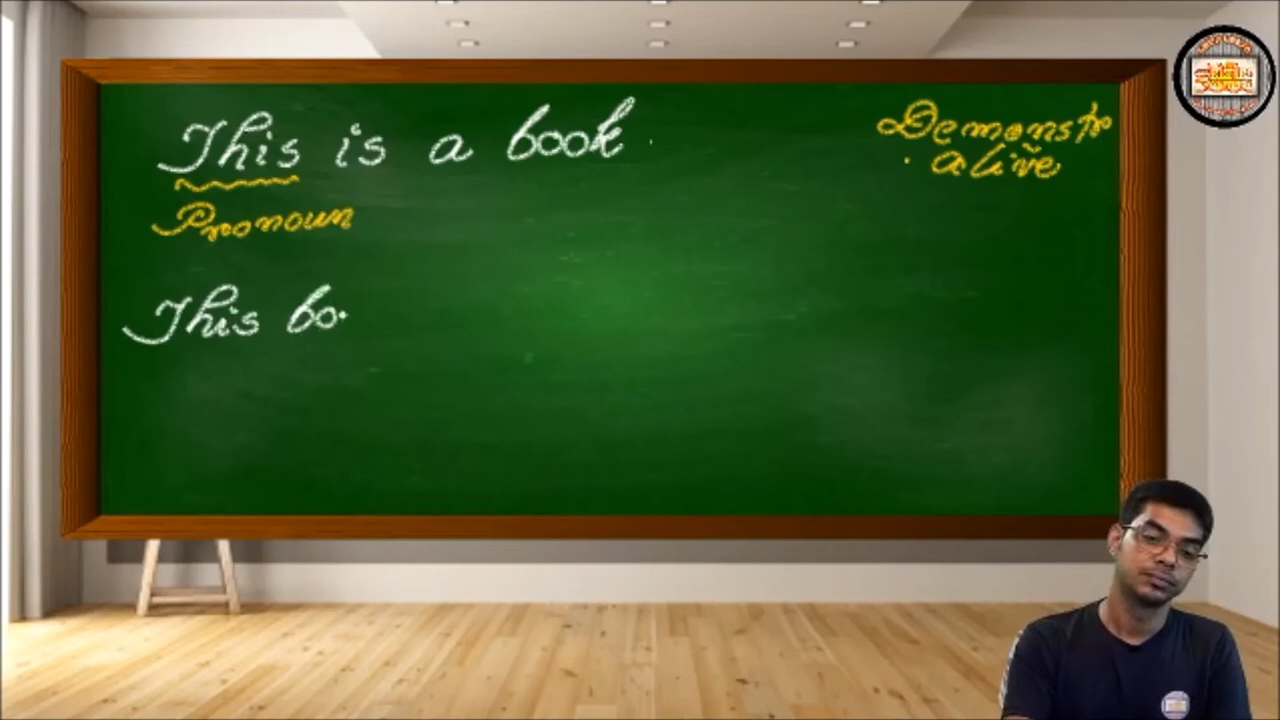 This is a book
Demonstr
ative
Pronoun
This bo